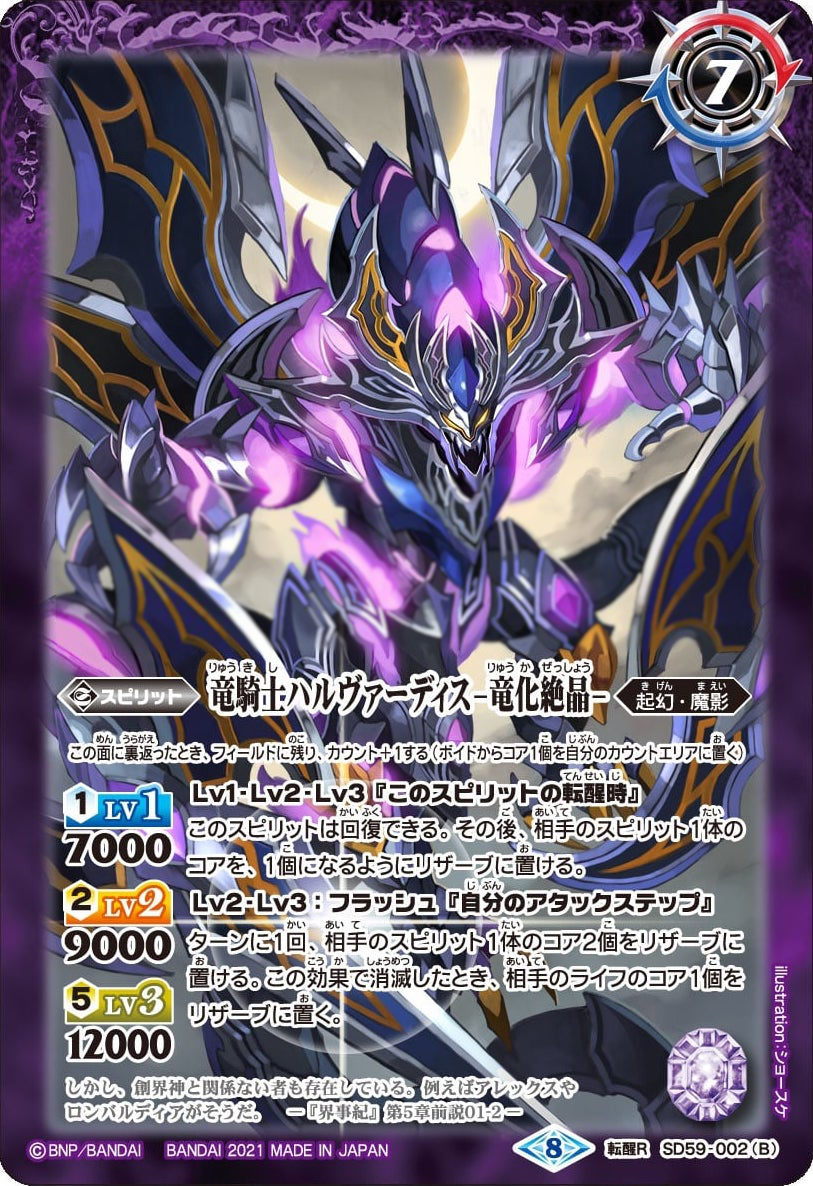 7
スピリット 竜騎士ハルヴァーディス-竜化絶晶- 起幻・魔影
この面に裏返ったとき、フィールドに残り、カウント+1する(ボイドからコア1個を自分のカウントエリアに置く)
1 LV1 7000
Lv1・Lv2・Lv3『このスピリットの転醒時』
このスピリットは回復できる。その後、相手のスピリット1体の
コアを、1個になるようにリザーブに置ける。
2 LV2 9000
Lv2・Lv3：フラッシュ『自分のアタックステップ』
ターンに1回、相手のスピリット1体のコア2個をリザーブに
置ける。この効果で消滅したとき、相手のライフのコア1個を
リザーブに置く。
5 LV3 12000
しかし、創界神と関係ない者も存在している。例えばアレックスや
ロンバルディアがそうだ。 ー『界事紀』第5章前説01-2ー
illustration:ショースケ
©BNP/BANDAI BANDAI 2021 MADE IN JAPAN 8 転醒R SD59-002(B)